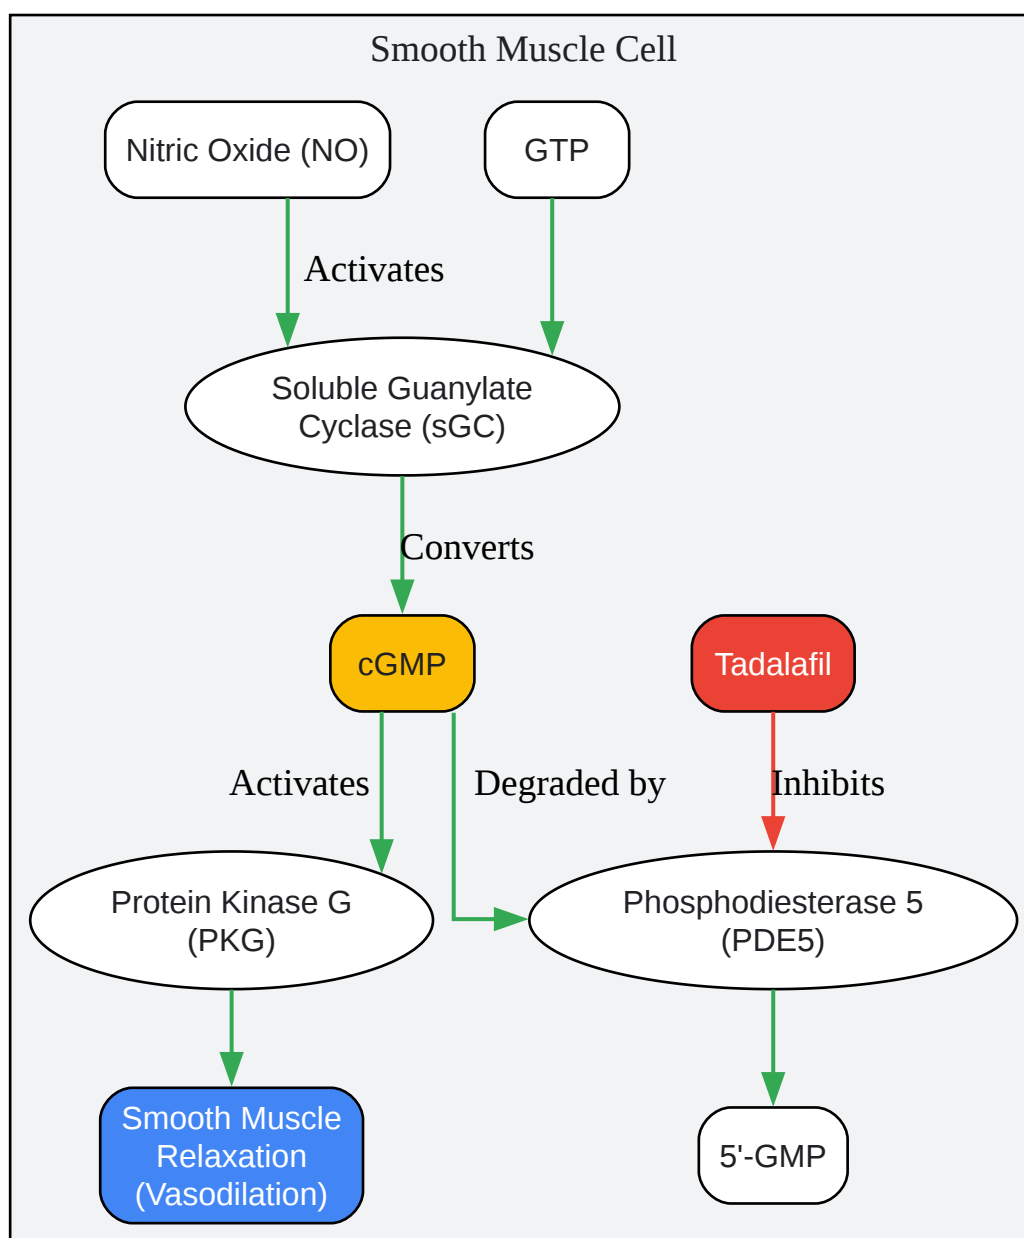 Smooth Muscle Cell
Nitric Oxide (NO)
GTP
Activates
Soluble Guanylate
Cyclase (sGC)
Converts
cGMP
Tadalafil
Activates
Degraded by
Inhibits
Protein Kinase G
(PKG)
Phosphodiesterase 5
(PDE5)
Smooth Muscle
Relaxation
(Vasodilation)
5'-GMP